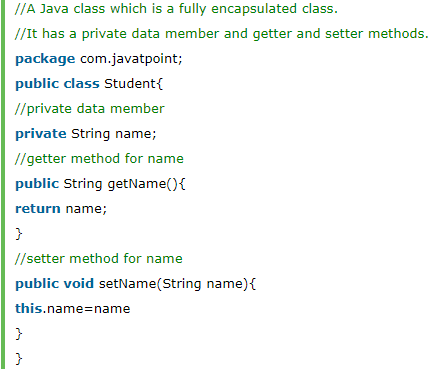 //A Java class which is a fully encapsulated class.
//It has a private data member and getter and setter methods.
package com.javatpoint;
public class Student{
//private data member
private String name;
//getter method for name
public String getName(){
return name;
}
//setter method for name
public void setName(String name){
this.name=name
}
}